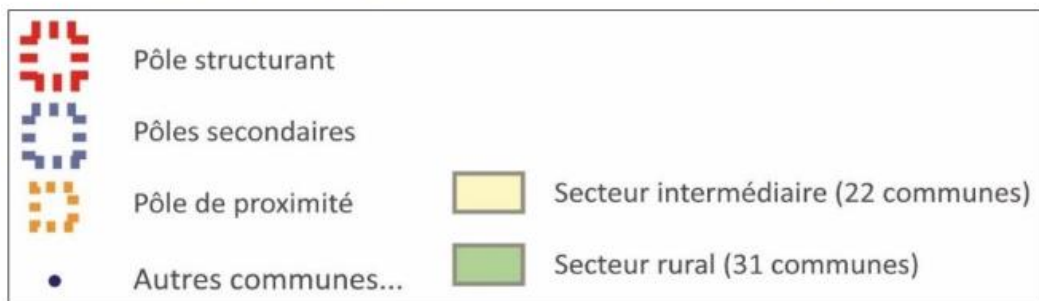 Pôle structurant
Pôles secondaires
Pôle de proximité
Autres communes...
Secteur intermédiaire (22 communes)
Secteur rural (31 communes)